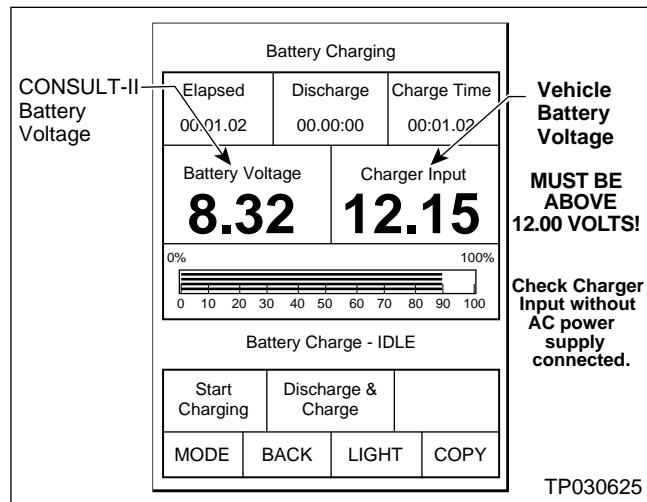 Battery Charging
CONSULT-II
Battery
Voltage
Elapsed
00:01.02
Discharge
00.00:00
Charge Time
00:01.02
Vehicle
Battery
Voltage
Battery Voltage
8.32
Charger Input
12.15
MUST BE
ABOVE
12.00 VOLTS!
0% 100%
0 10 20 30 40 50 60 70 80 90 100
Check Charger
Input without
AC power
supply
connected.
Battery Charge - IDLE
Start
Charging
Discharge &
Charge
MODE BACK LIGHT COPY
TP030625